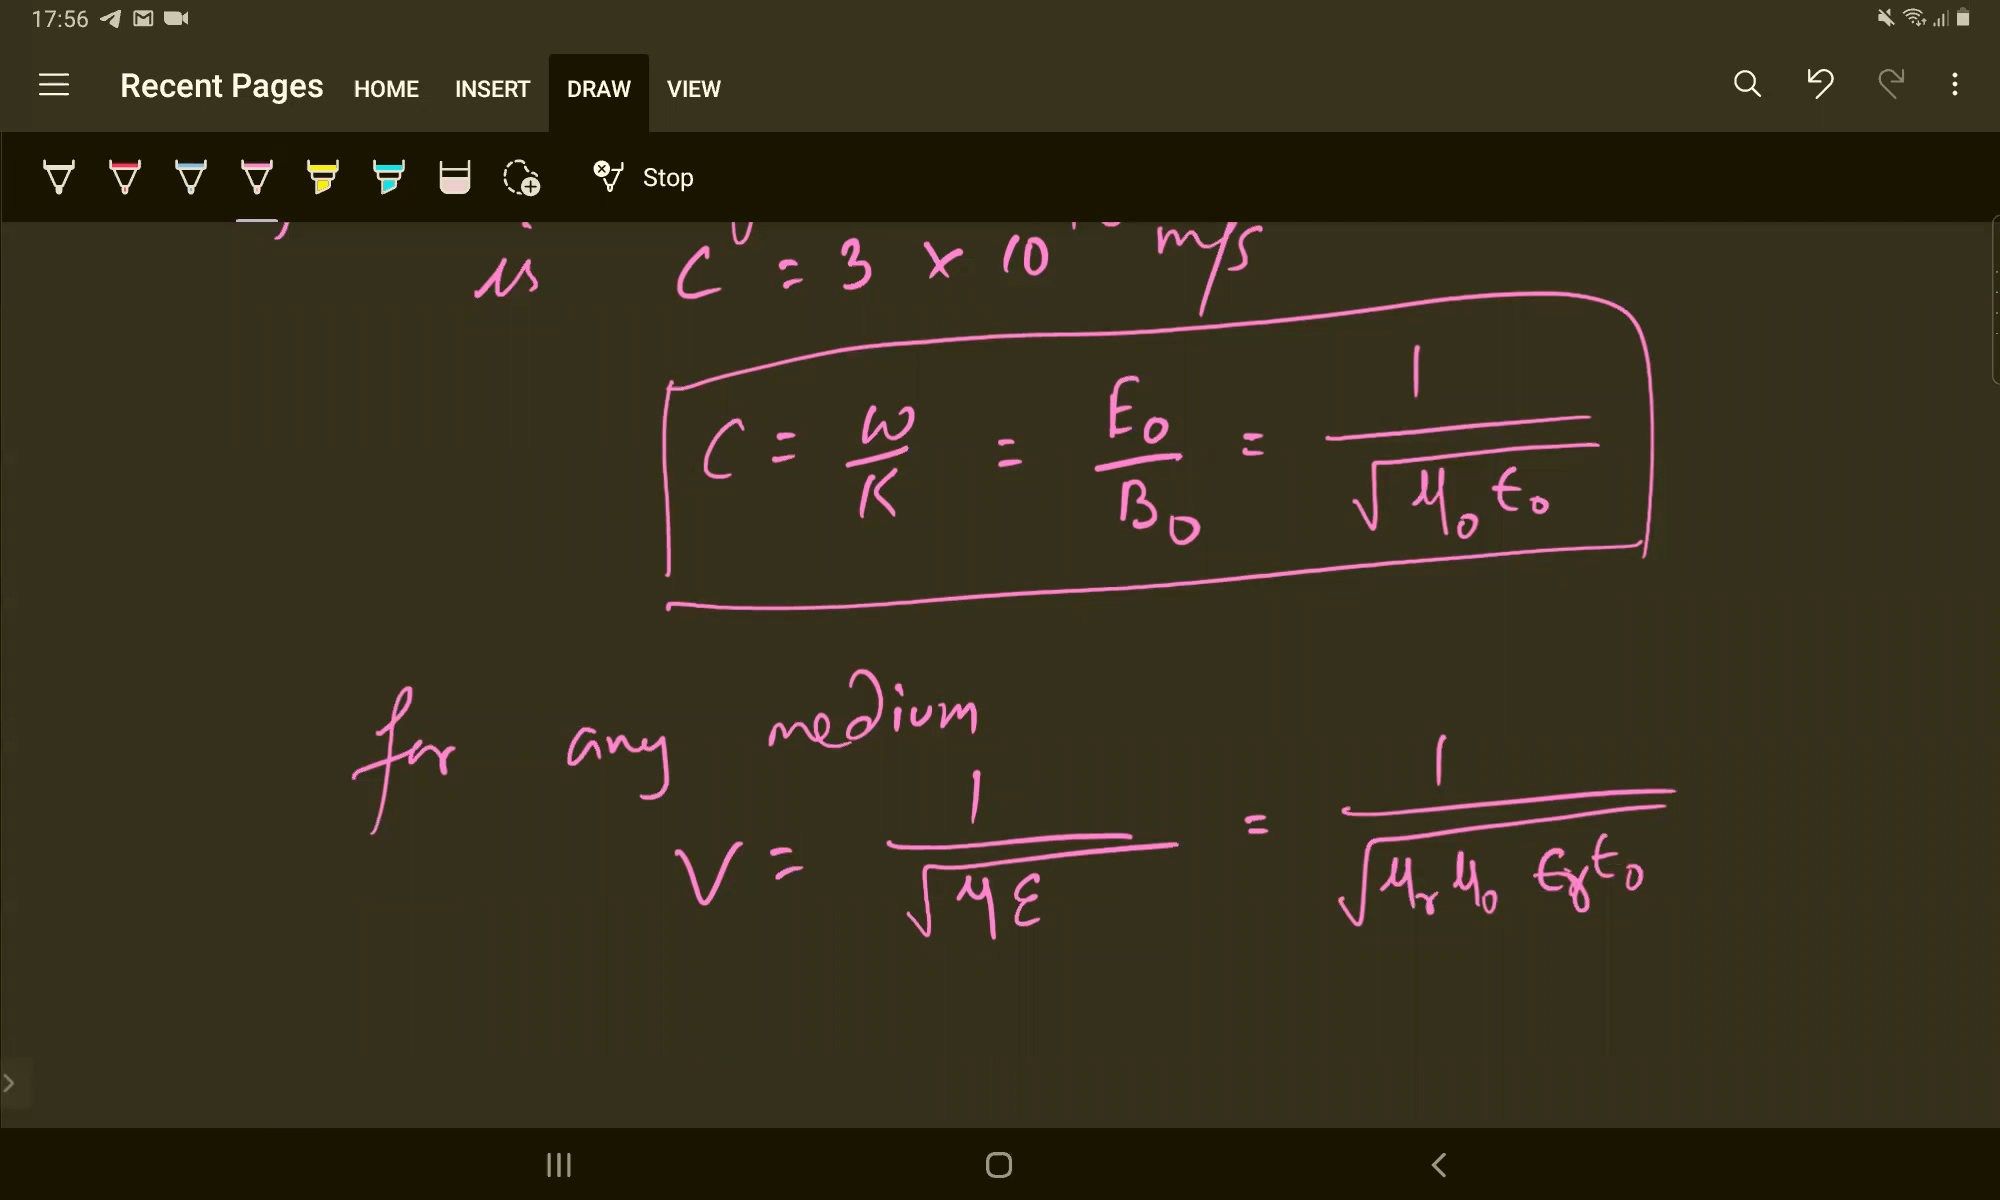 17:56
Recent Pages HOME INSERT DRAW VIEW
Stop
is C = 3 × 10 m/s
C = ω/K = E₀/B₀ = 1/√μ₀ε₀
for any medium
V = 1/√με = 1/√μᵣμ₀ εᵣε₀